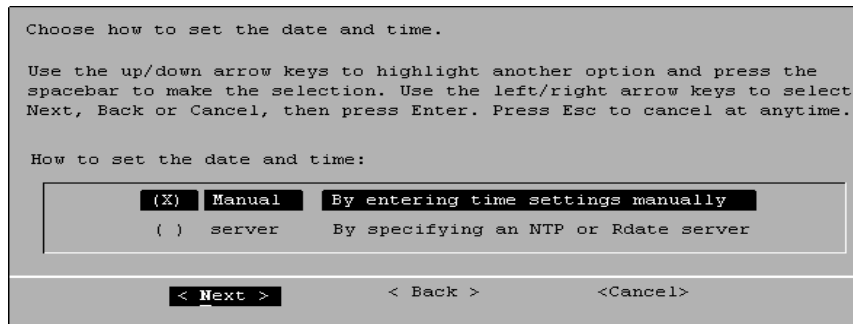 Choose how to set the date and time.
Use the up/down arrow keys to highlight another option and press the
spacebar to make the selection. Use the left/right arrow keys to select
Next, Back or Cancel, then press Enter. Press Esc to cancel at anytime.
How to set the date and time:
(X) Manual By entering time settings manually
( ) server By specifying an NTP or Rdate server
< Next > < Back > <Cancel>